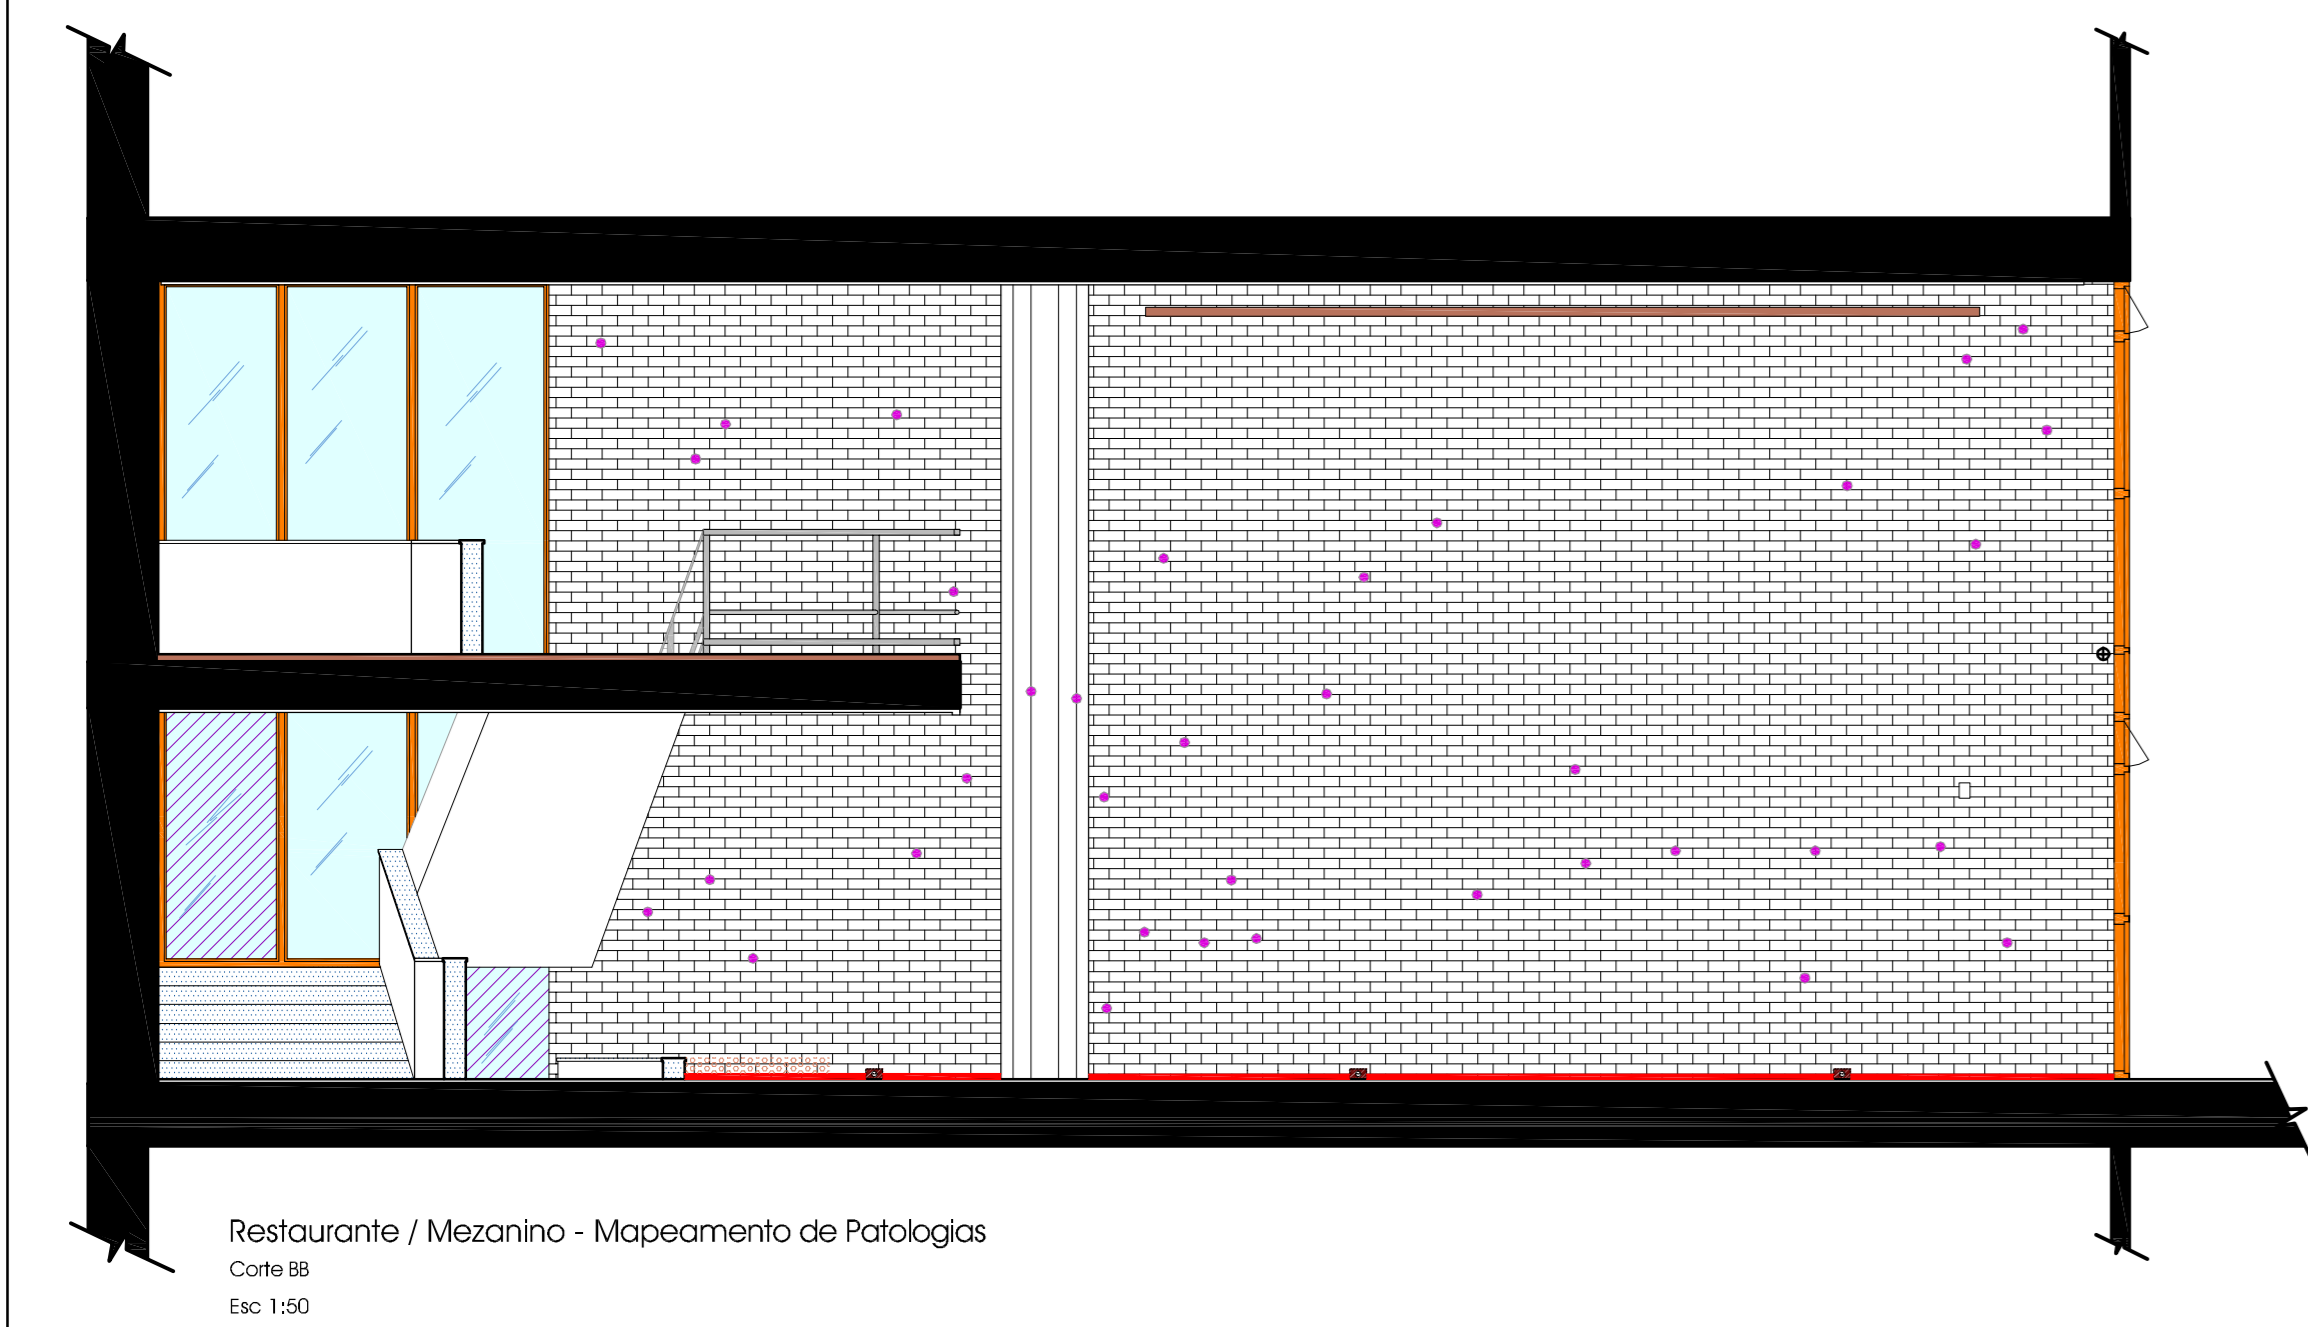 Restaurante / Mezanino - Mapeamento de Patologias
Corte BB
Esc 1:50